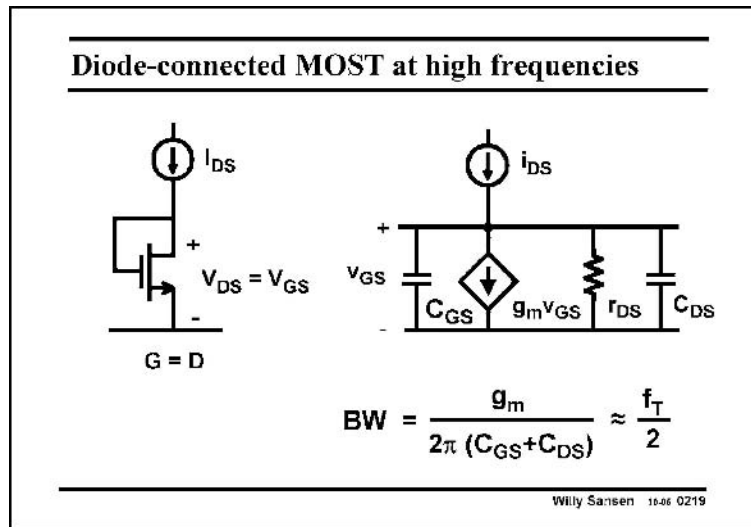 Diode-connected MOST at high frequencies
I_DS
+
V_DS = V_GS
-
G = D
i_DS
+
v_GS
-
C_GS
g_m v_GS
r_DS
C_DS
BW = g_m / 2π (C_GS+C_DS) ≈ f_T / 2
Willy Sansen 10-05 0219